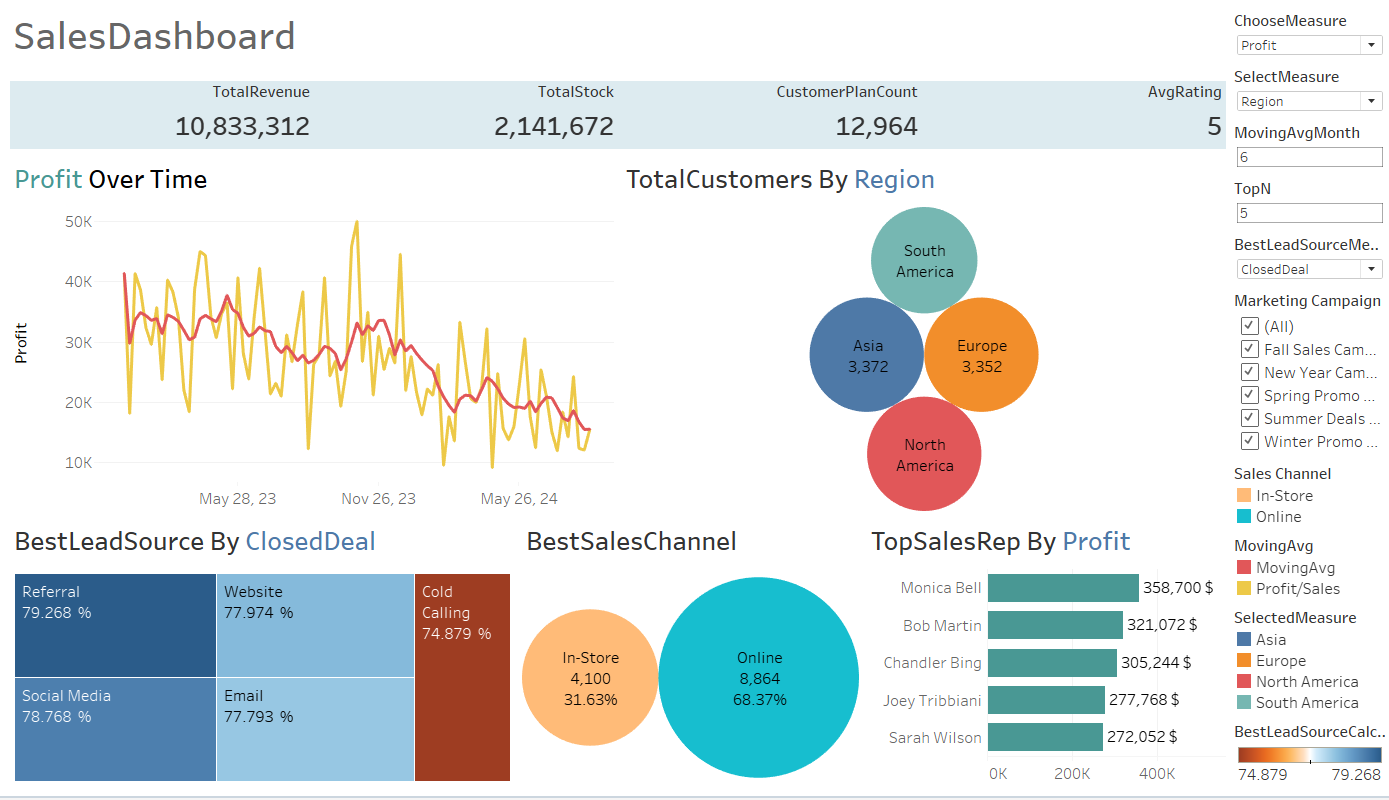 SalesDashboard
TotalRevenue
10,833,312
TotalStock
2,141,672
CustomerPlanCount
12,964
AvgRating
5
Profit Over Time
50K
40K
30K
20K
10K
Profit
May 28, 23
Nov 26, 23
May 26, 24
TotalCustomers By Region
South
America
Asia
3,372
Europe
3,352
North
America
BestLeadSource By ClosedDeal
Referral
79.268 %
Website
77.974 %
Cold
Calling
74.879 %
Social Media
78.768 %
Email
77.793 %
BestSalesChannel
In-Store
4,100
31.63%
Online
8,864
68.37%
TopSalesRep By Profit
Monica Bell 358,700 $
Bob Martin 321,072 $
Chandler Bing 305,244 $
Joey Tribbiani 277,768 $
Sarah Wilson 272,052 $
0K 200K 400K
ChooseMeasure
Profit
SelectMeasure
Region
MovingAvgMonth
6
TopN
5
BestLeadSourceMe..
ClosedDeal
Marketing Campaign
(All)
Fall Sales Cam...
New Year Cam...
Spring Promo ...
Summer Deals ...
Winter Promo ...
Sales Channel
In-Store
Online
MovingAvg
MovingAvg
Profit/Sales
SelectedMeasure
Asia
Europe
North America
South America
BestLeadSourceCalc..
74.879 79.268